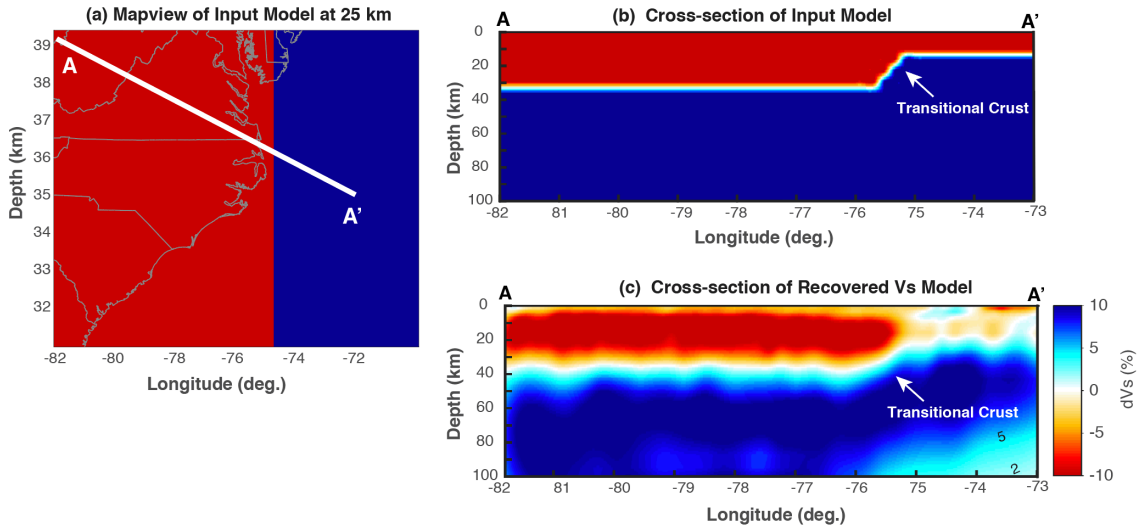 (a) Mapview of Input Model at 25 km
39
38
37
36
35
34
33
32
Depth (km)
A
A'
-82
-80
-78
-76
-74
-72
Longitude (deg.)
A
(b) Cross-section of Input Model
A'
0
20
40
60
80
100
Depth (km)
Transitional Crust
-82
81
-80
-79
-78
-77
-76
-75
-74
-73
Longitude (deg.)
A
(c) Cross-section of Recovered Vs Model
A'
0
20
40
60
80
100
Depth (km)
Transitional Crust
5
2
-82
81
-80
-79
-78
-77
-76
-75
-74
-73
Longitude (deg.)
10
5
0
-5
-10
dVs (%)